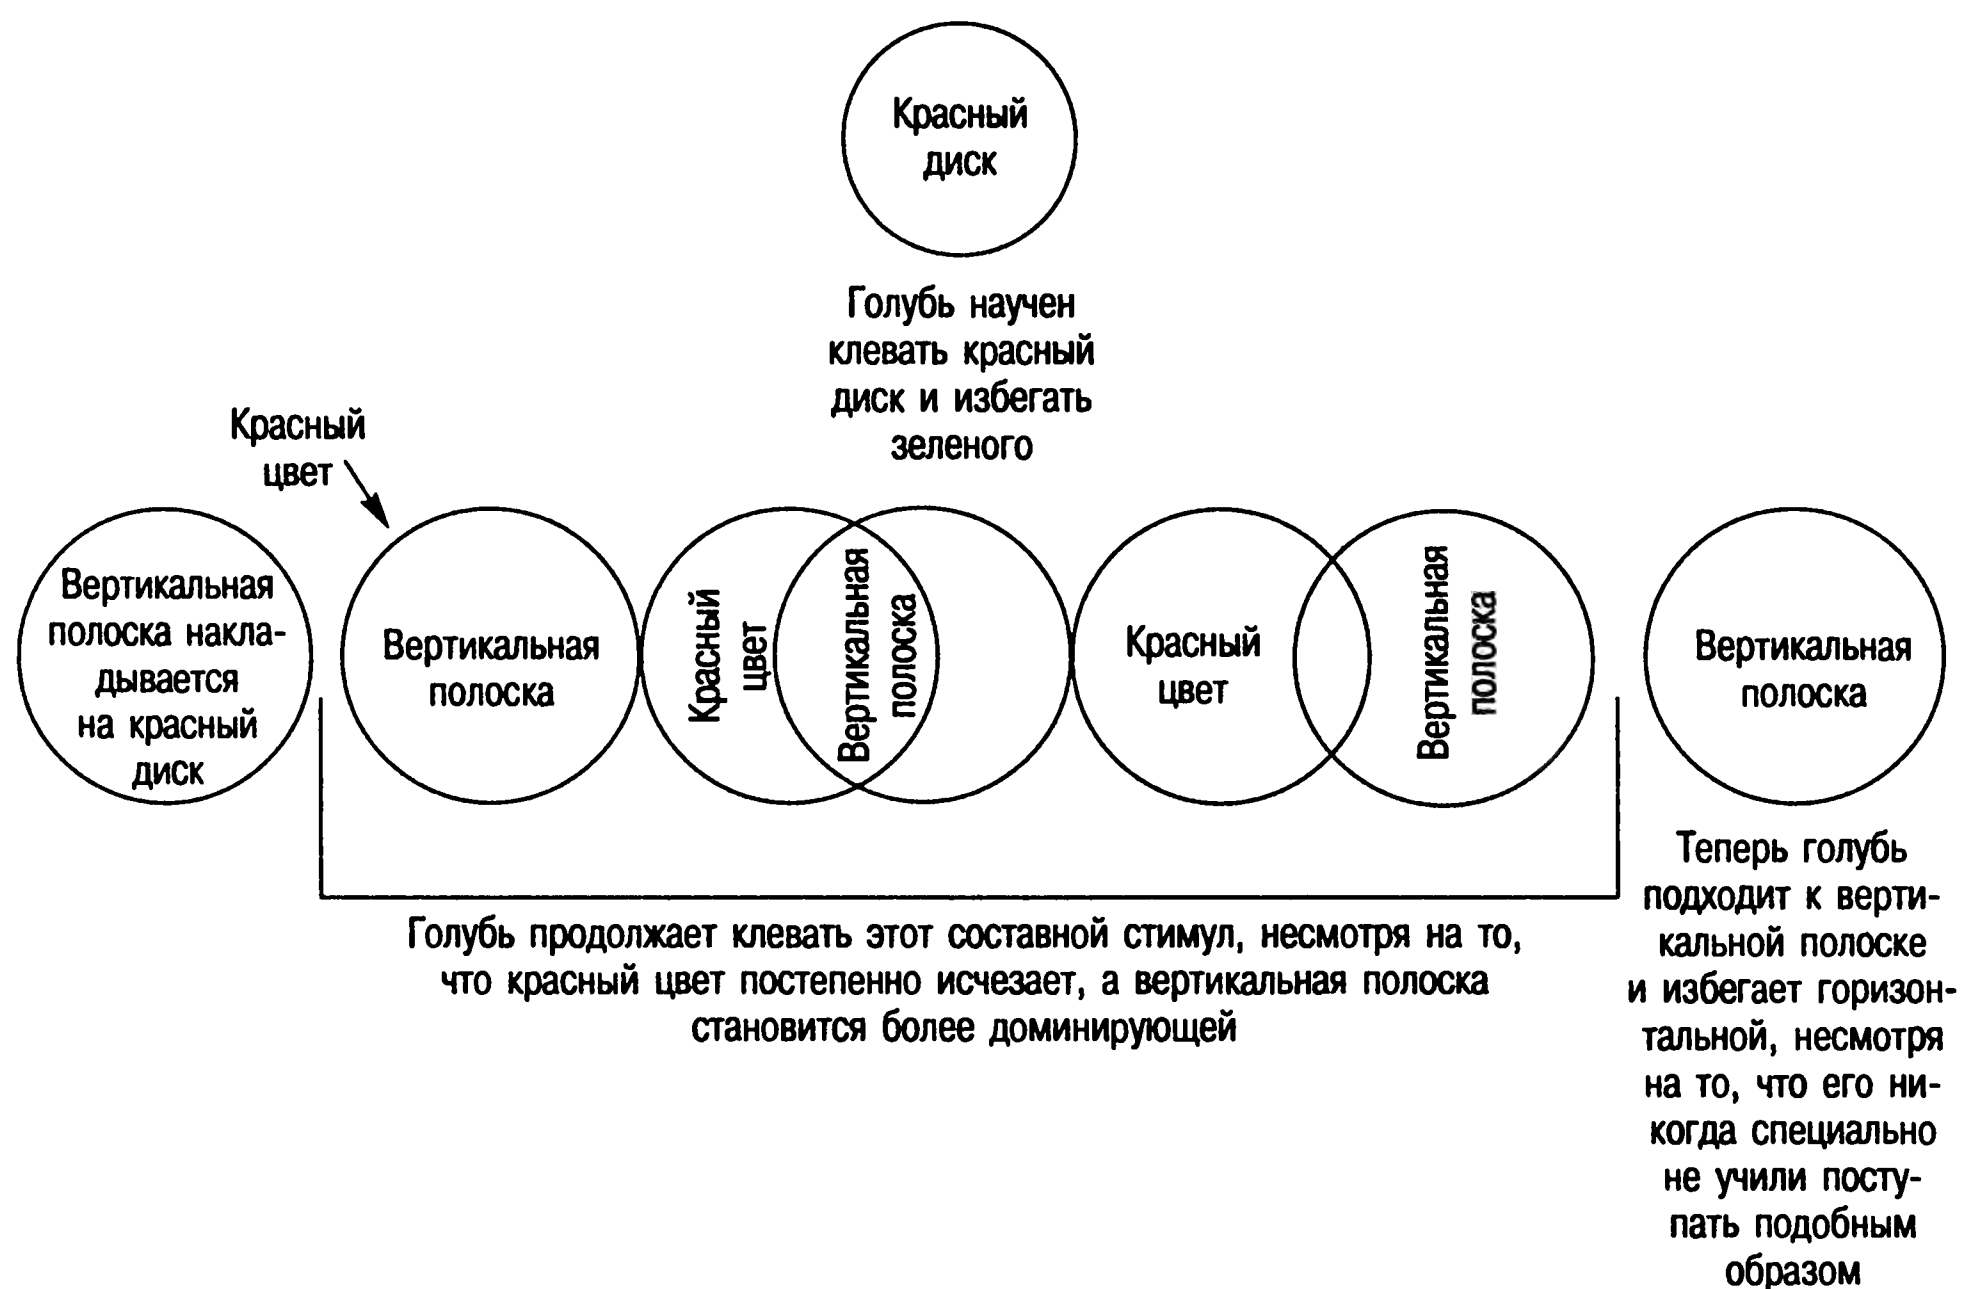 Красный
диск
Голубь научен
клевать красный
диск и избегать
зеленого
Красный
цвет
Вертикальная
полоска накла-
дывается
на красный
диск
Вертикальная
полоска
Красный
цвет
Вертикальная
полоска
Красный
цвет
Вертикальная
полоска
Вертикальная
полоска
Голубь продолжает клевать этот составной стимул, несмотря на то,
что красный цвет постепенно исчезает, а вертикальная полоска
становится более доминирующей
Теперь голубь
подходит к верти-
кальной полоске
и избегает горизон-
тальной, несмотря
на то, что его ни-
когда специально
не учили посту-
пать подобным
образом